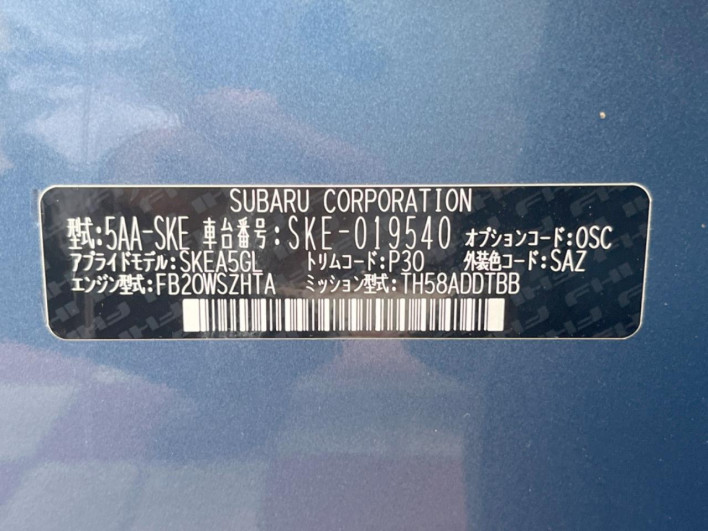 SUBARU CORPORATION
型式:5AA-SKE 車台番号:SKE-019540 オプションコード:OSC
アプライドモデル:SKEA5GL トリムコード:P30 外装色コード:SAZ
エンジン型式:FB20WSZHTA ミッション型式:TH58ADDTBB